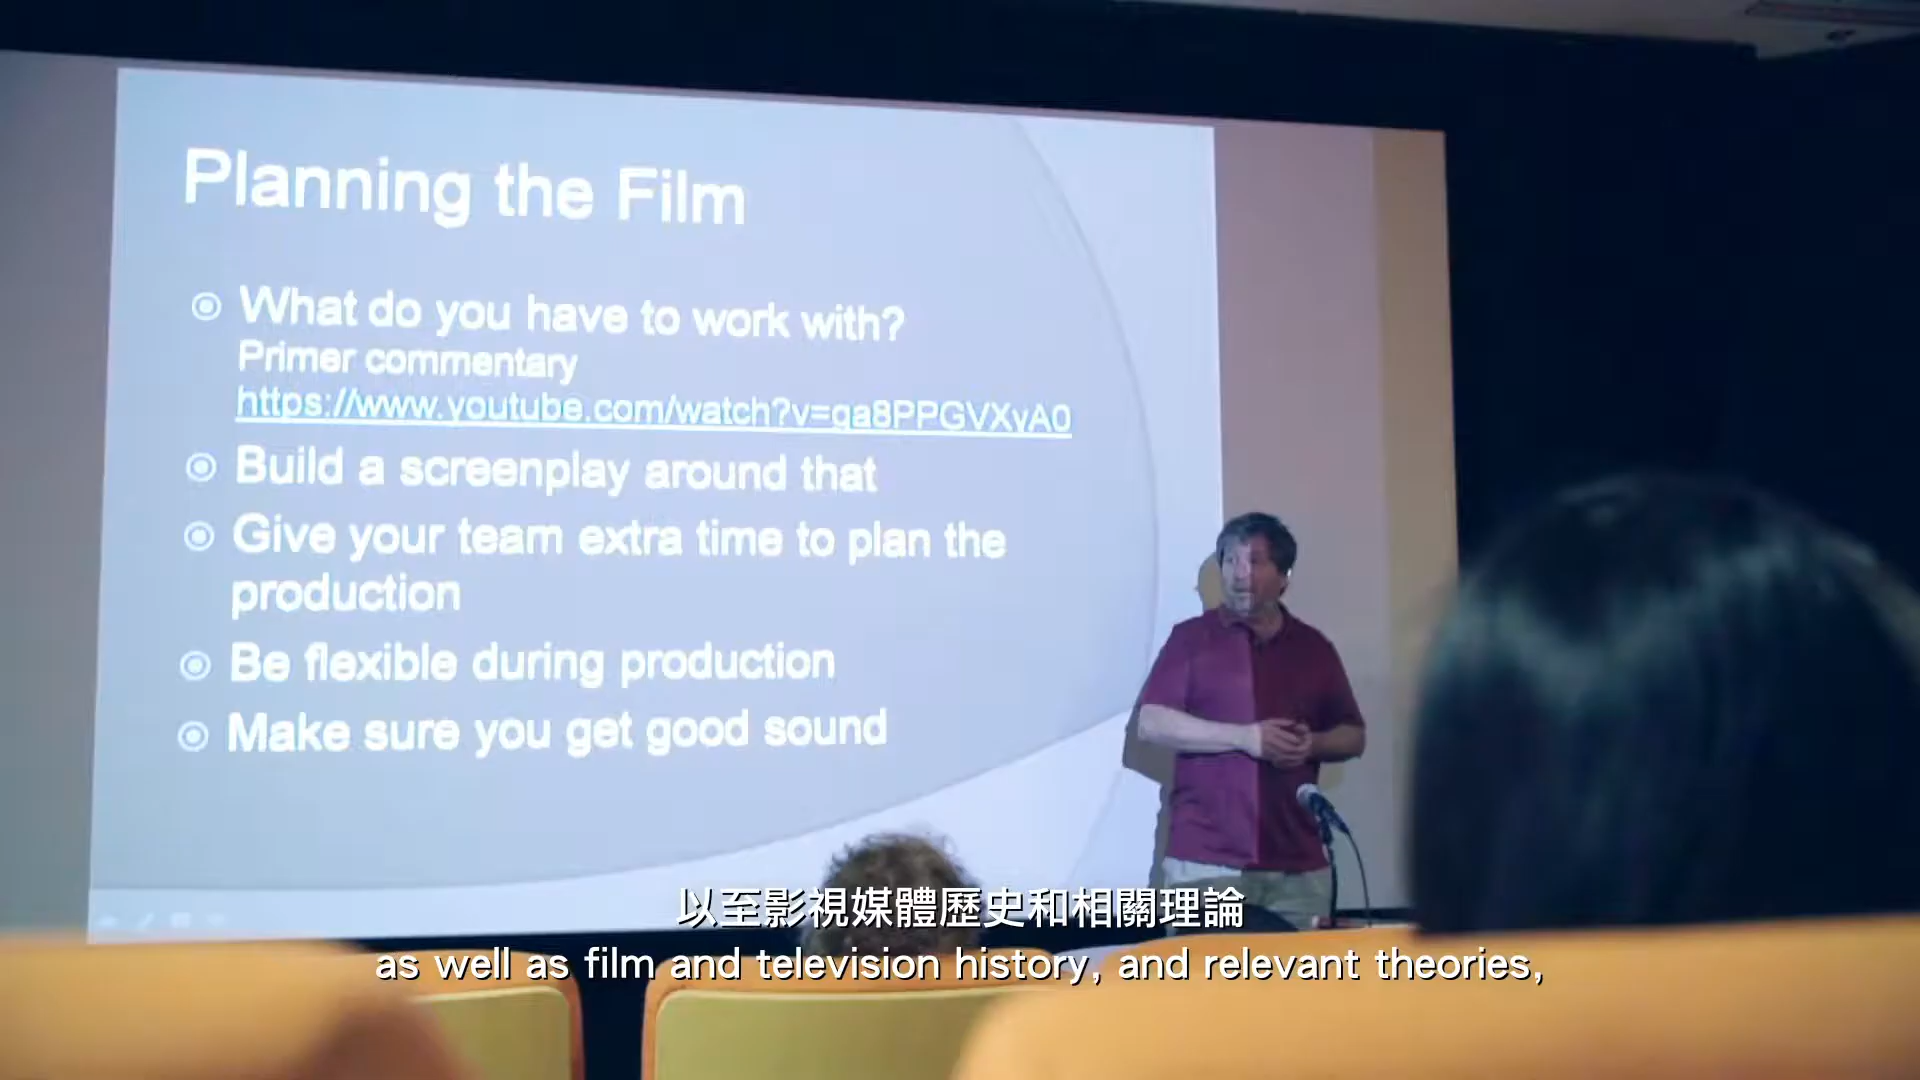 Planning the Film
What do you have to work with?
Primer commentary
https://www.youtube.com/watch?v=ga8PPGVXyA0
Build a screenplay around that
Give your team extra time to plan the
production
Be flexible during production
Make sure you get good sound
以至影視媒體歷史和相關理論
as well as film and television history, and relevant theories,